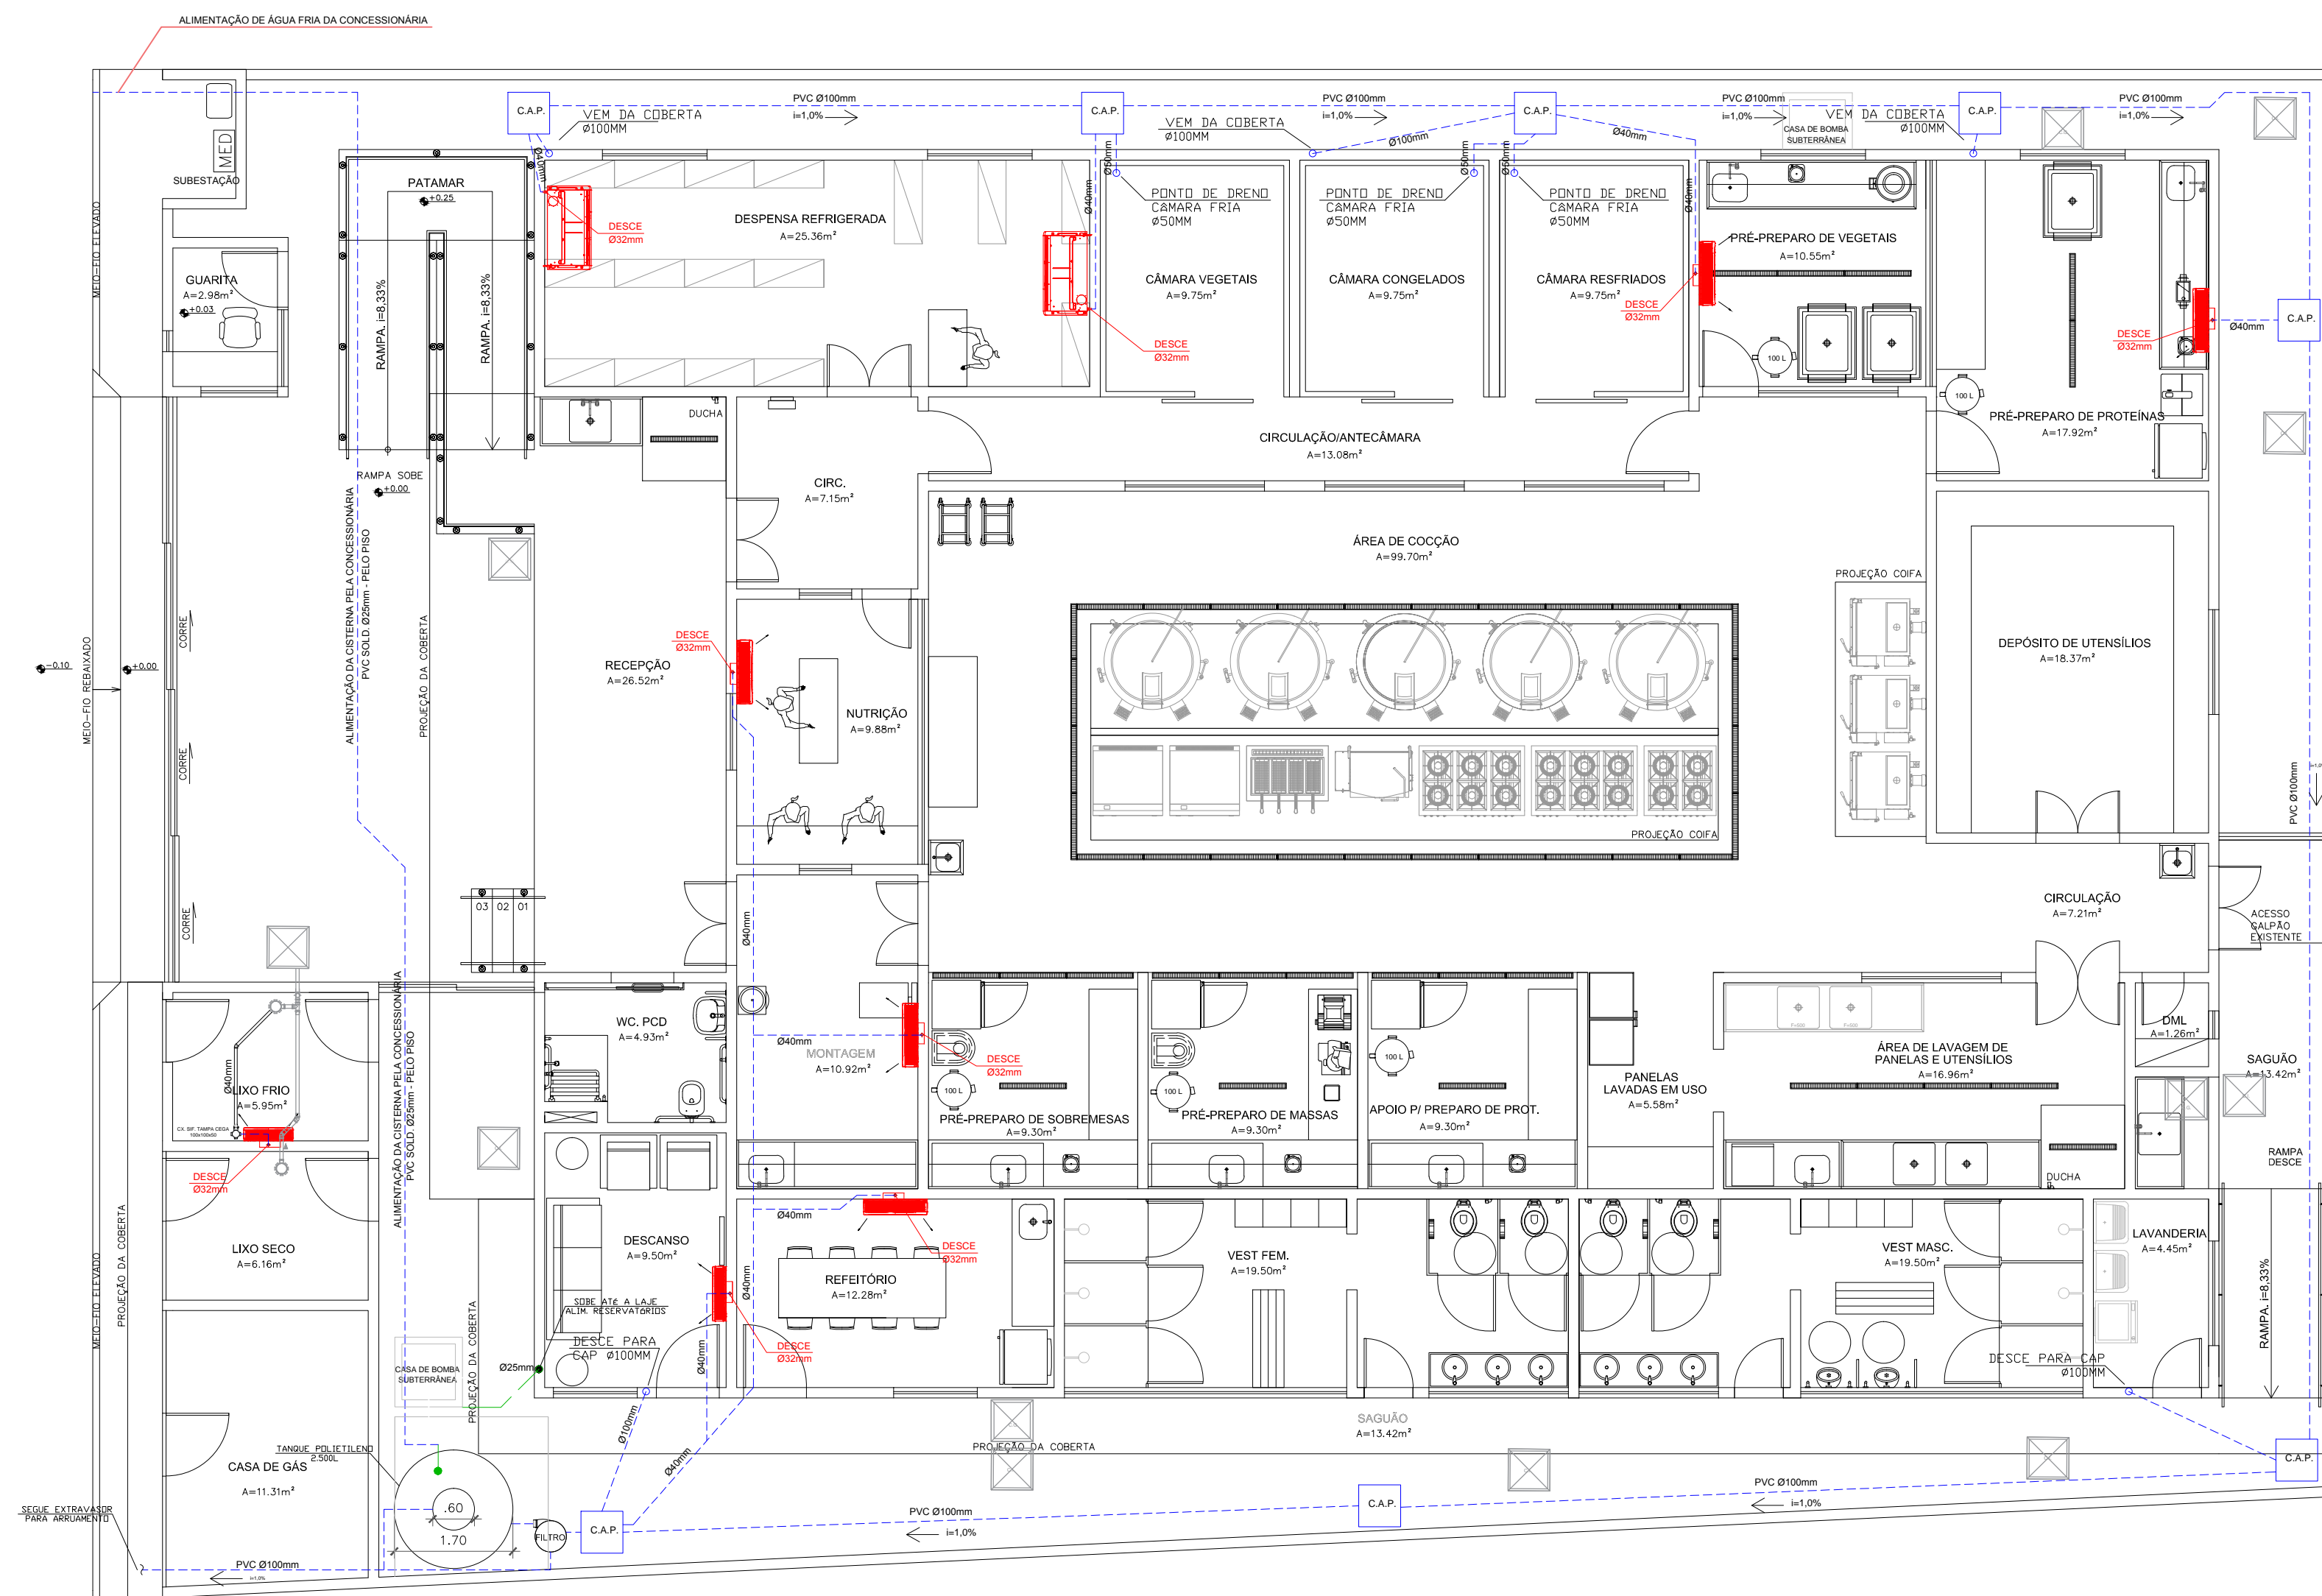 ALIMENTAÇÃO DE ÁGUA FRIA DA CONCESSIONÁRIA
C.A.P.
VEM DA COBERTA
Ø100MM
PVC Ø100mm
i=1,0%
C.A.P.
VEM DA COBERTA
Ø100MM
PVC Ø100mm
i=1,0%
C.A.P.
Ø100mm
Ø40mm
PVC Ø100mm
i=1,0%
CASA DE BOMBA
SUBTERRÂNEA
VEM DA COBERTA
Ø100MM
C.A.P.
PVC Ø100mm
i=1,0%
MED
SUBESTAÇÃO
MEIO-FIO ELEVADO
GUARITA
A=2.98m²
+0.03
PATAMAR
+0.25
RAMPA. i=8,33%
RAMPA. i=8,33%
RAMPA SOBE
+0.00
Ø40mm
DESCE
Ø32mm
DESPENSA REFRIGERADA
A=25.36m²
Ø40mm
DESCE
Ø32mm
Ø50mm
PONTO DE DRENO
CÂMARA FRIA
Ø50MM
CÂMARA VEGETAIS
A=9.75m²
Ø50mm
PONTO DE DRENO
CÂMARA FRIA
Ø50MM
CÂMARA CONGELADOS
A=9.75m²
Ø50mm
PONTO DE DRENO
CÂMARA FRIA
Ø50MM
CÂMARA RESFRIADOS
A=9.75m²
Ø40mm
DESCE
Ø32mm
PRÉ-PREPARO DE VEGETAIS
A=10.55m²
100 L
100 L
DESCE
Ø32mm
Ø40mm
C.A.P.
PRÉ-PREPARO DE PROTEÍNAS
A=17.92m²
DUCHA
CIRC.
A=7.15m²
CIRCULAÇÃO/ANTECÂMARA
A=13.08m²
ÁREA DE COCÇÃO
A=99.70m²
PROJEÇÃO COIFA
PROJEÇÃO COIFA
DEPÓSITO DE UTENSÍLIOS
A=18.37m²
ALIMENTAÇÃO DA CISTERNA PELA CONCESSIONÁRIA
PVC SOLD. Ø25mm - PELO PISO
PROJEÇÃO DA COBERTA
CORRE
CORRE
CORRE
-0.10
+0.00
MEIO-FIO REBAIXADO
RECEPÇÃO
A=26.52m²
DESCE
Ø32mm
NUTRIÇÃO
A=9.88m²
03 02 01
Ø40mm
PVC Ø100mm
CIRCULAÇÃO
A=7.21m²
ACESSO
GALPÃO
EXISTENTE
LIXO FRIO
A=5.95m²
Ø40mm
CX. SIF. TAMPA CEGA
100x100x50
DESCE
Ø32mm
ALIMENTAÇÃO DA CISTERNA PELA CONCESSIONÁRIA
PVC SOLD. Ø25mm - PELO PISO
WC. PCD
A=4.93m²
Ø40mm
MONTAGEM
A=10.92m²
DESCE
Ø32mm
100 L
PRÉ-PREPARO DE SOBREMESAS
A=9.30m²
100 L
PRÉ-PREPARO DE MASSAS
A=9.30m²
100 L
APOIO P/ PREPARO DE PROT.
A=9.30m²
PANELAS
LAVADAS EM USO
A=5.58m²
ÁREA DE LAVAGEM DE
PANELAS E UTENSÍLIOS
A=16.96m²
DUCHA
DML
A=1.26m²
SAGUÃO
A=13.42m²
RAMPA
DESCE
RAMPA. i=8,33%
LIXO SECO
A=6.16m²
MEIO-FIO ELEVADO
PROJEÇÃO DA COBERTA
DESCANSO
A=9.50m²
SOBE ATÉ A LAJE
ALIM. RESERVATÓRIOS
DESCE PARA
CAP Ø100MM
Ø40mm
Ø40mm
Ø40mm
DESCE
Ø32mm
REFEITÓRIO
A=12.28m²
DESCE
Ø32mm
VEST FEM.
A=19.50m²
VEST MASC.
A=19.50m²
LAVANDERIA
A=4.45m²
DESCE PARA CAP
Ø100MM
PROJEÇÃO DA COBERTA
CASA DE BOMBA
SUBTERRÂNEA
Ø25mm
Ø100mm
Ø40mm
SAGUÃO
A=13.42m²
PROJEÇÃO DA COBERTA
TANQUE POLIETILENO
2.500L
CASA DE GÁS
A=11.31m²
.60
1.70
FILTRO
C.A.P.
PVC Ø100mm
i=1,0%
C.A.P.
PVC Ø100mm
i=1,0%
C.A.P.
SEGUE EXTRAVASOR
PARA ARRUAMENTO
PVC Ø100mm
i=1,0%